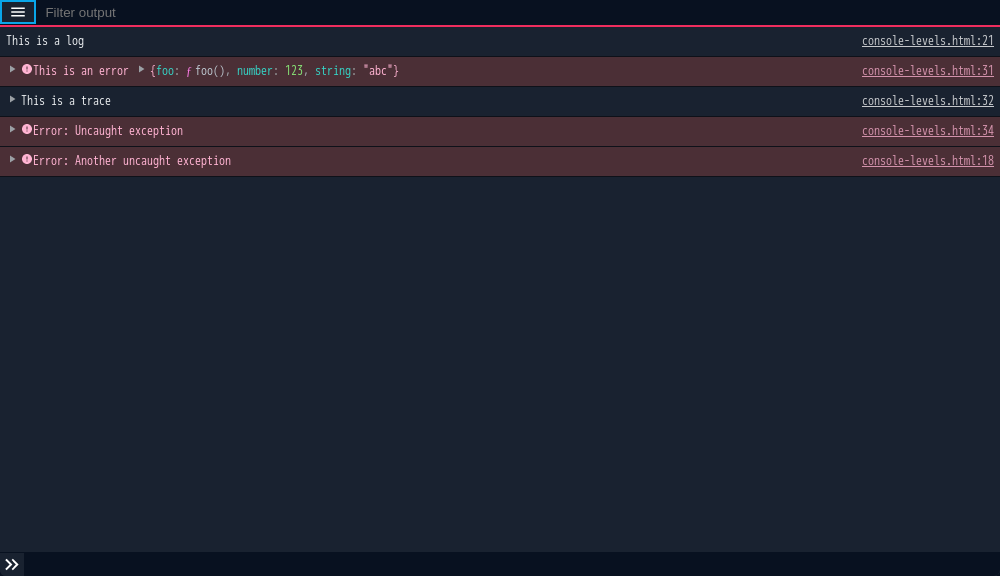 Filter output
This is a log console-levels.html:21
This is an error {foo: ƒ foo(), number: 123, string: "abc"} console-levels.html:31
This is a trace console-levels.html:32
Error: Uncaught exception console-levels.html:34
Error: Another uncaught exception console-levels.html:18